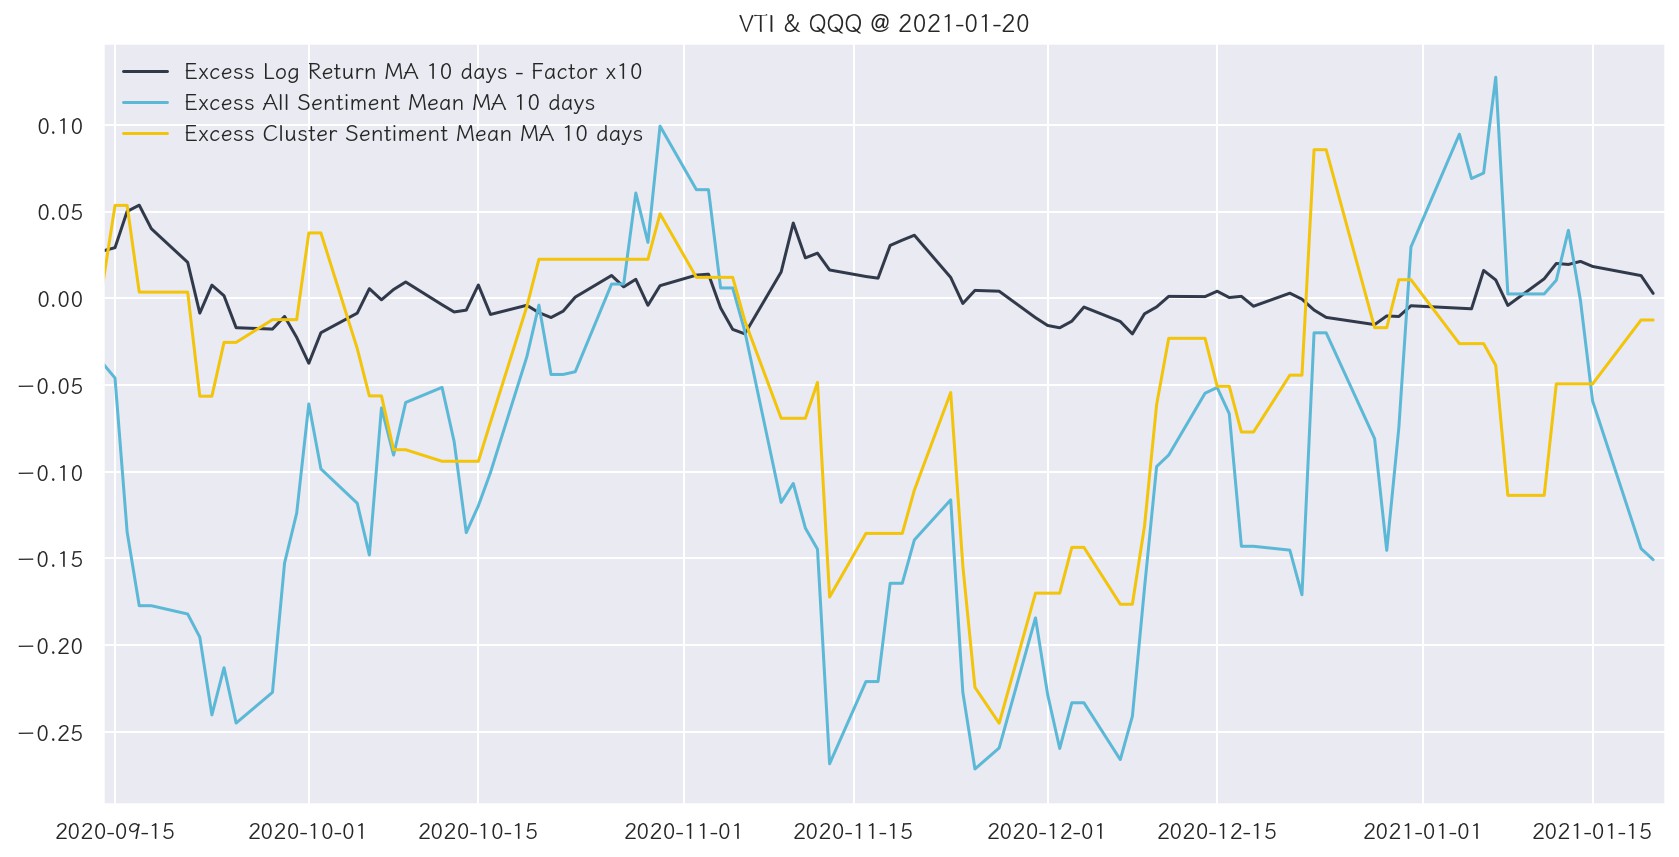 VTI & QQQ @ 2021-01-20
Excess Log Return MA 10 days - Factor x10
Excess All Sentiment Mean MA 10 days
Excess Cluster Sentiment Mean MA 10 days
0.10
0.05
0.00
−0.05
−0.10
−0.15
−0.20
−0.25
2020-09-15 2020-10-01 2020-10-15 2020-11-01 2020-11-15 2020-12-01 2020-12-15 2021-01-01 2021-01-15